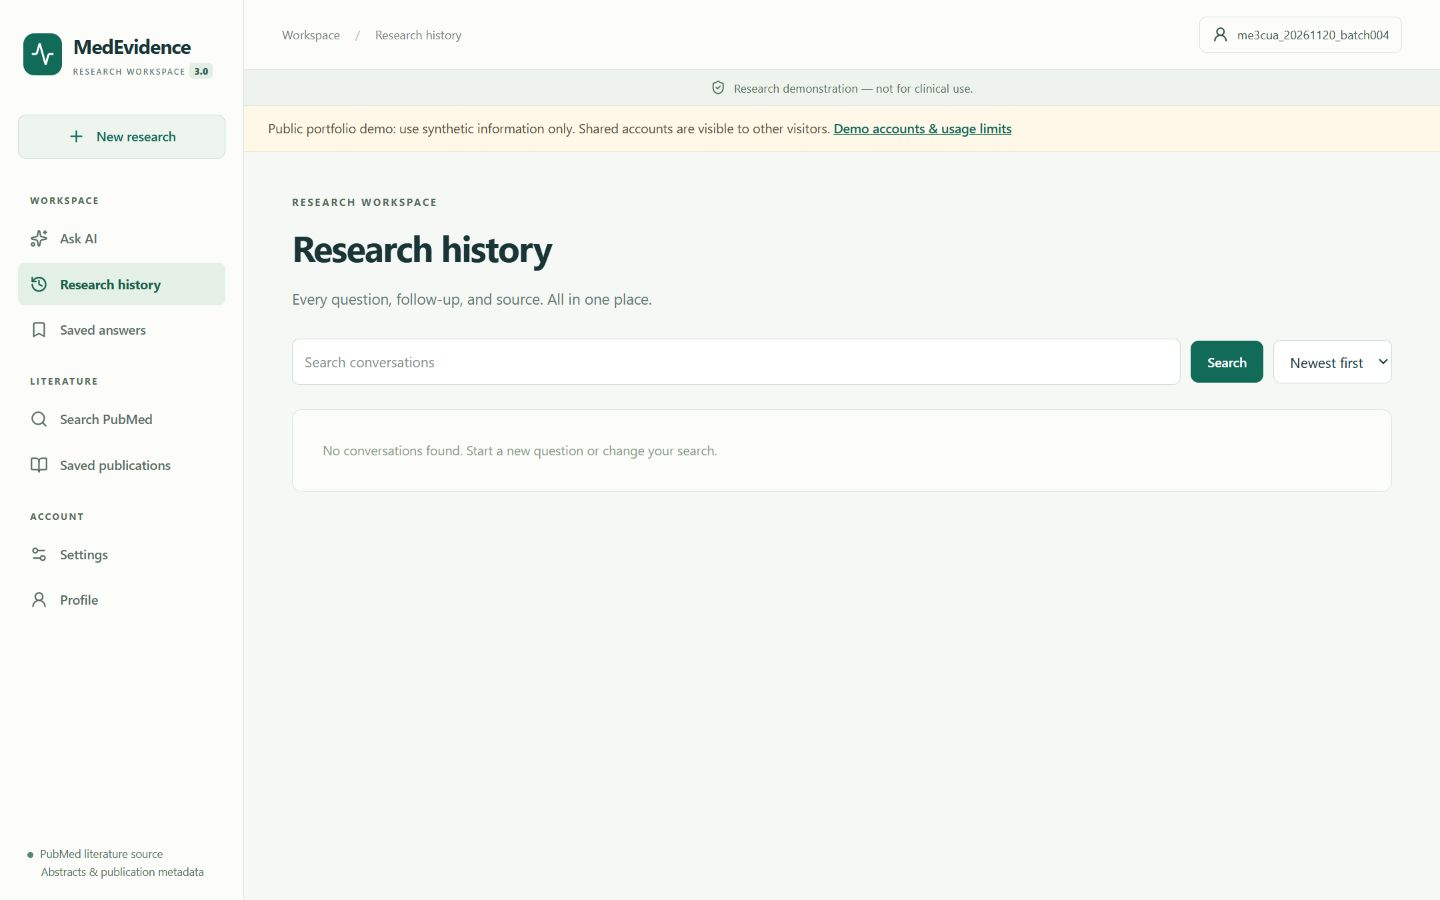 MedEvidence
RESEARCH WORKSPACE 3.0
New research
WORKSPACE
Ask AI
Research history
Saved answers
LITERATURE
Search PubMed
Saved publications
ACCOUNT
Settings
Profile
PubMed literature source
Abstracts & publication metadata
Workspace / Research history
me3cua_20261120_batch004
Research demonstration — not for clinical use.
Public portfolio demo: use synthetic information only. Shared accounts are visible to other visitors. Demo accounts & usage limits
RESEARCH WORKSPACE
Research history
Every question, follow-up, and source. All in one place.
Search conversations
Search
Newest first
No conversations found. Start a new question or change your search.